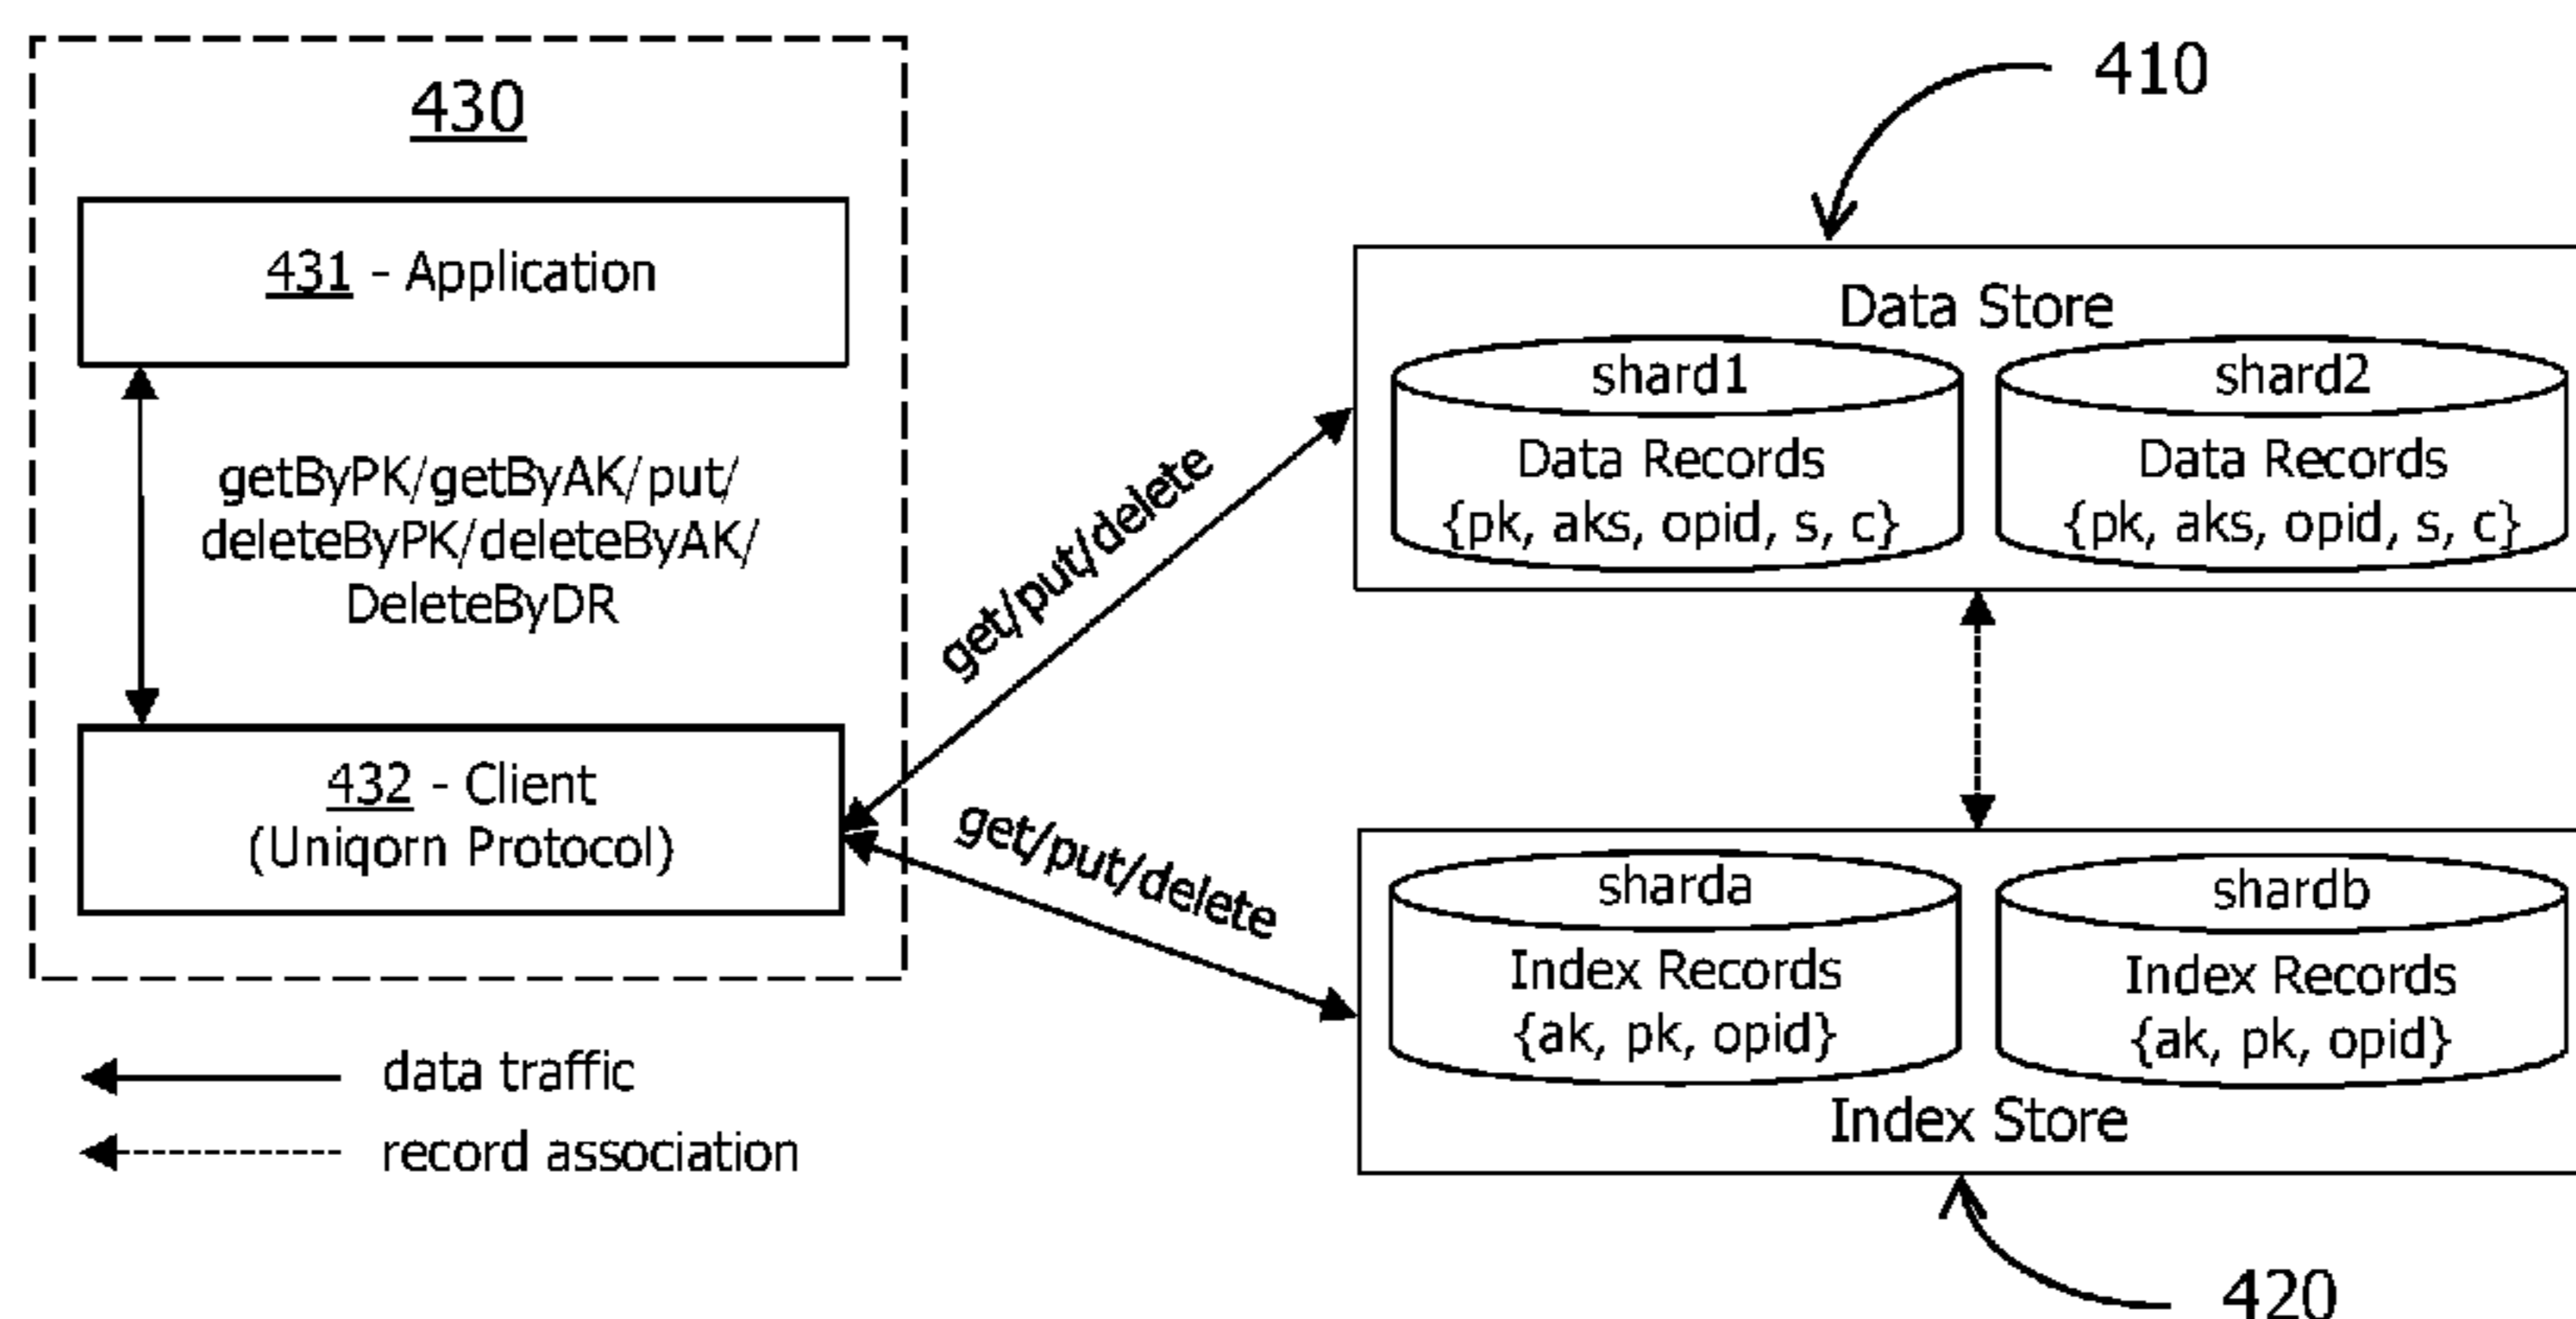 430
431 - Application
getByPK/getByAK/put/
deleteByPK/deleteByAK/
DeleteByDR
432 - Client
(Uniqorn Protocol)
data traffic
record association
get/put/delete
get/put/delete
410
Data Store
shard1
Data Records
{pk, aks, opid, s, c}
shard2
Data Records
{pk, aks, opid, s, c}
sharda
Index Records
{ak, pk, opid}
shardb
Index Records
{ak, pk, opid}
Index Store
420